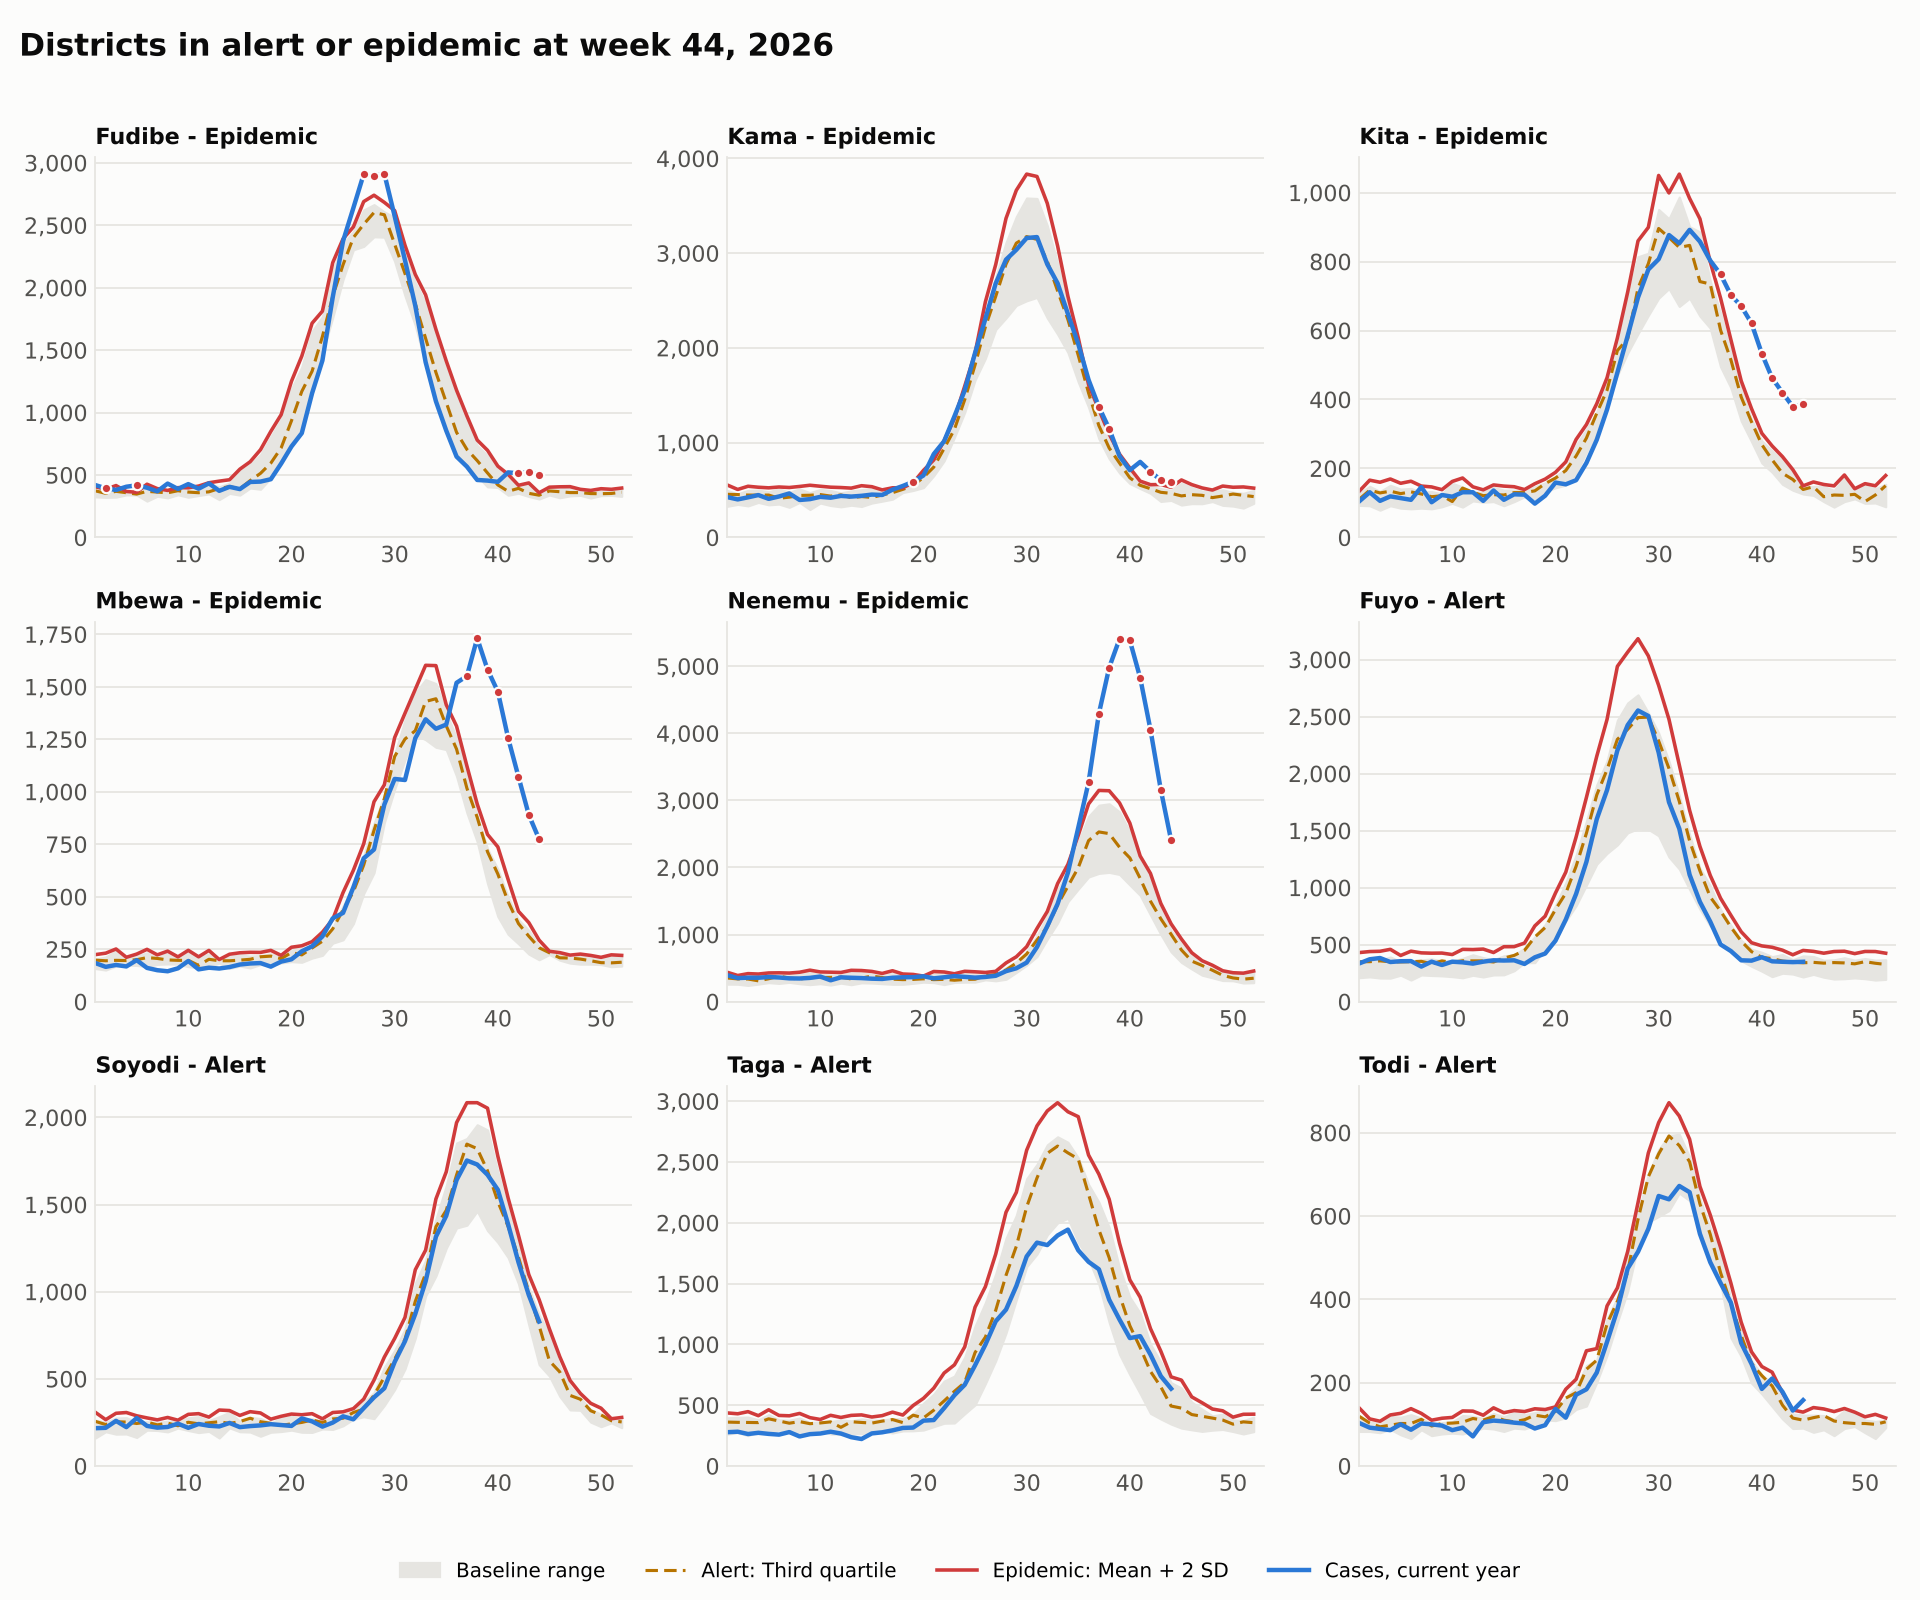 Districts in alert or epidemic at week 44, 2026
Fudibe - Epidemic
3,000
2,500
2,000
1,500
1,000
500
0
10 20 30 40 50
Kama - Epidemic
4,000
3,000
2,000
1,000
0
10 20 30 40 50
Kita - Epidemic
1,000
800
600
400
200
0
10 20 30 40 50
Mbewa - Epidemic
1,750
1,500
1,250
1,000
750
500
250
0
10 20 30 40 50
Nenemu - Epidemic
5,000
4,000
3,000
2,000
1,000
0
10 20 30 40 50
Fuyo - Alert
3,000
2,500
2,000
1,500
1,000
500
0
10 20 30 40 50
Soyodi - Alert
2,000
1,500
1,000
500
0
10 20 30 40 50
Taga - Alert
3,000
2,500
2,000
1,500
1,000
500
0
10 20 30 40 50
Todi - Alert
800
600
400
200
0
10 20 30 40 50
Baseline range Alert: Third quartile Epidemic: Mean + 2 SD Cases, current year